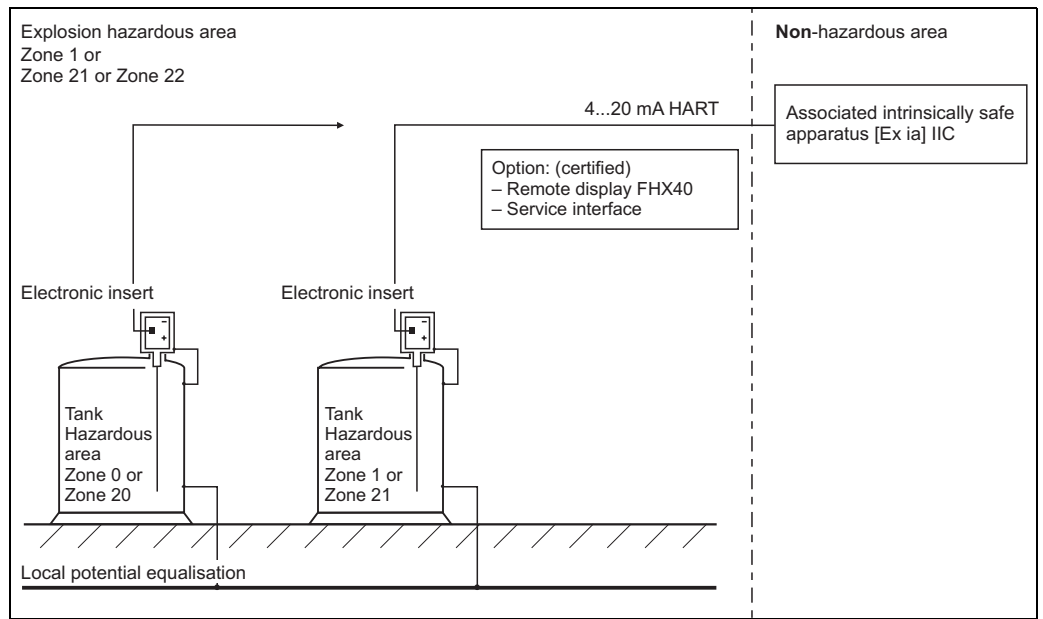 Explosion hazardous area
Zone 1 or
Zone 21 or Zone 22
Non-hazardous area
4...20 mA HART
Associated intrinsically safe
apparatus [Ex ia] IIC
Option: (certified)
– Remote display FHX40
– Service interface
Electronic insert
Electronic insert
–
+
–
+
Tank
Hazardous
area
Zone 0 or
Zone 20
Tank
Hazardous
area
Zone 1 or
Zone 21
Local potential equalisation